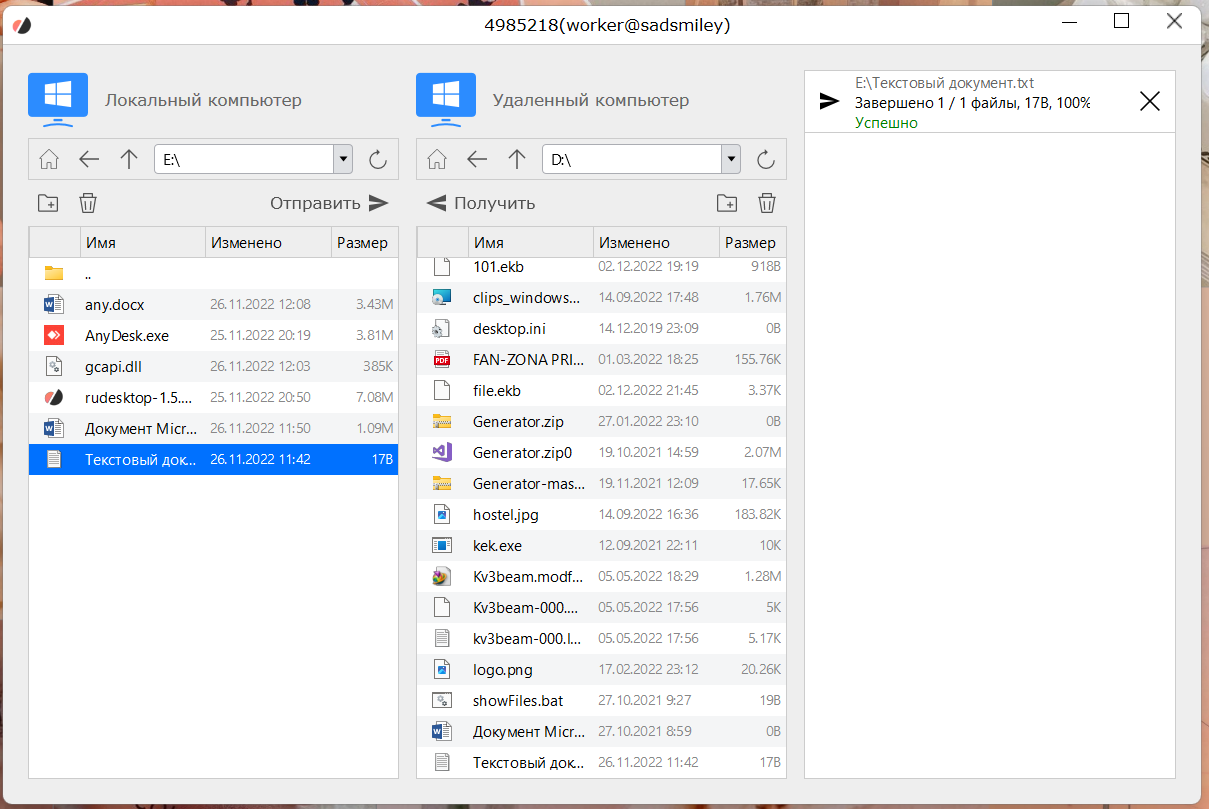 4985218(worker@sadsmiley)
Локальный компьютер
E:\
Отправить
Имя Изменено Размер
..
any.docx 26.11.2022 12:08 3.43M
AnyDesk.exe 25.11.2022 20:19 3.81M
gcapi.dll 26.11.2022 12:03 385K
rudesktop-1.5.... 25.11.2022 20:50 7.08M
Документ Micr... 26.11.2022 11:50 1.09M
Текстовый док... 26.11.2022 11:42 17B
Удаленный компьютер
D:\
Получить
Имя Изменено Размер
101.ekb 02.12.2022 19:19 918B
clips_windows... 14.09.2022 17:48 1.76M
desktop.ini 14.12.2019 23:09 0B
PDF FAN-ZONA PRI... 01.03.2022 18:25 155.76K
file.ekb 02.12.2022 21:45 3.37K
Generator.zip 27.01.2022 23:10 0B
Generator.zip0 19.10.2021 14:59 2.07M
Generator-mas... 19.11.2021 12:09 17.65K
hostel.jpg 14.09.2022 16:36 183.82K
kek.exe 12.09.2021 22:11 10K
Kv3beam.modf... 05.05.2022 18:29 1.28M
Kv3beam-000.... 05.05.2022 17:56 5K
kv3beam-000.l... 05.05.2022 17:56 5.17K
logo.png 17.02.2022 23:12 20.26K
showFiles.bat 27.10.2021 9:27 19B
Документ Micr... 27.10.2021 8:59 0B
Текстовый док... 26.11.2022 11:42 17B
E:\Текстовый документ.txt
Завершено 1 / 1 файлы, 17B, 100%
Успешно